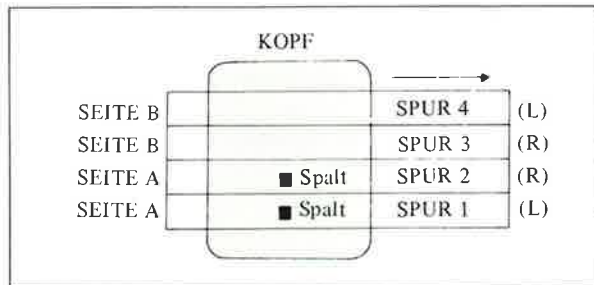 KOPF
SEITE B SPUR 4 (L)
SEITE B SPUR 3 (R)
SEITE A Spalt SPUR 2 (R)
SEITE A Spalt SPUR 1 (L)